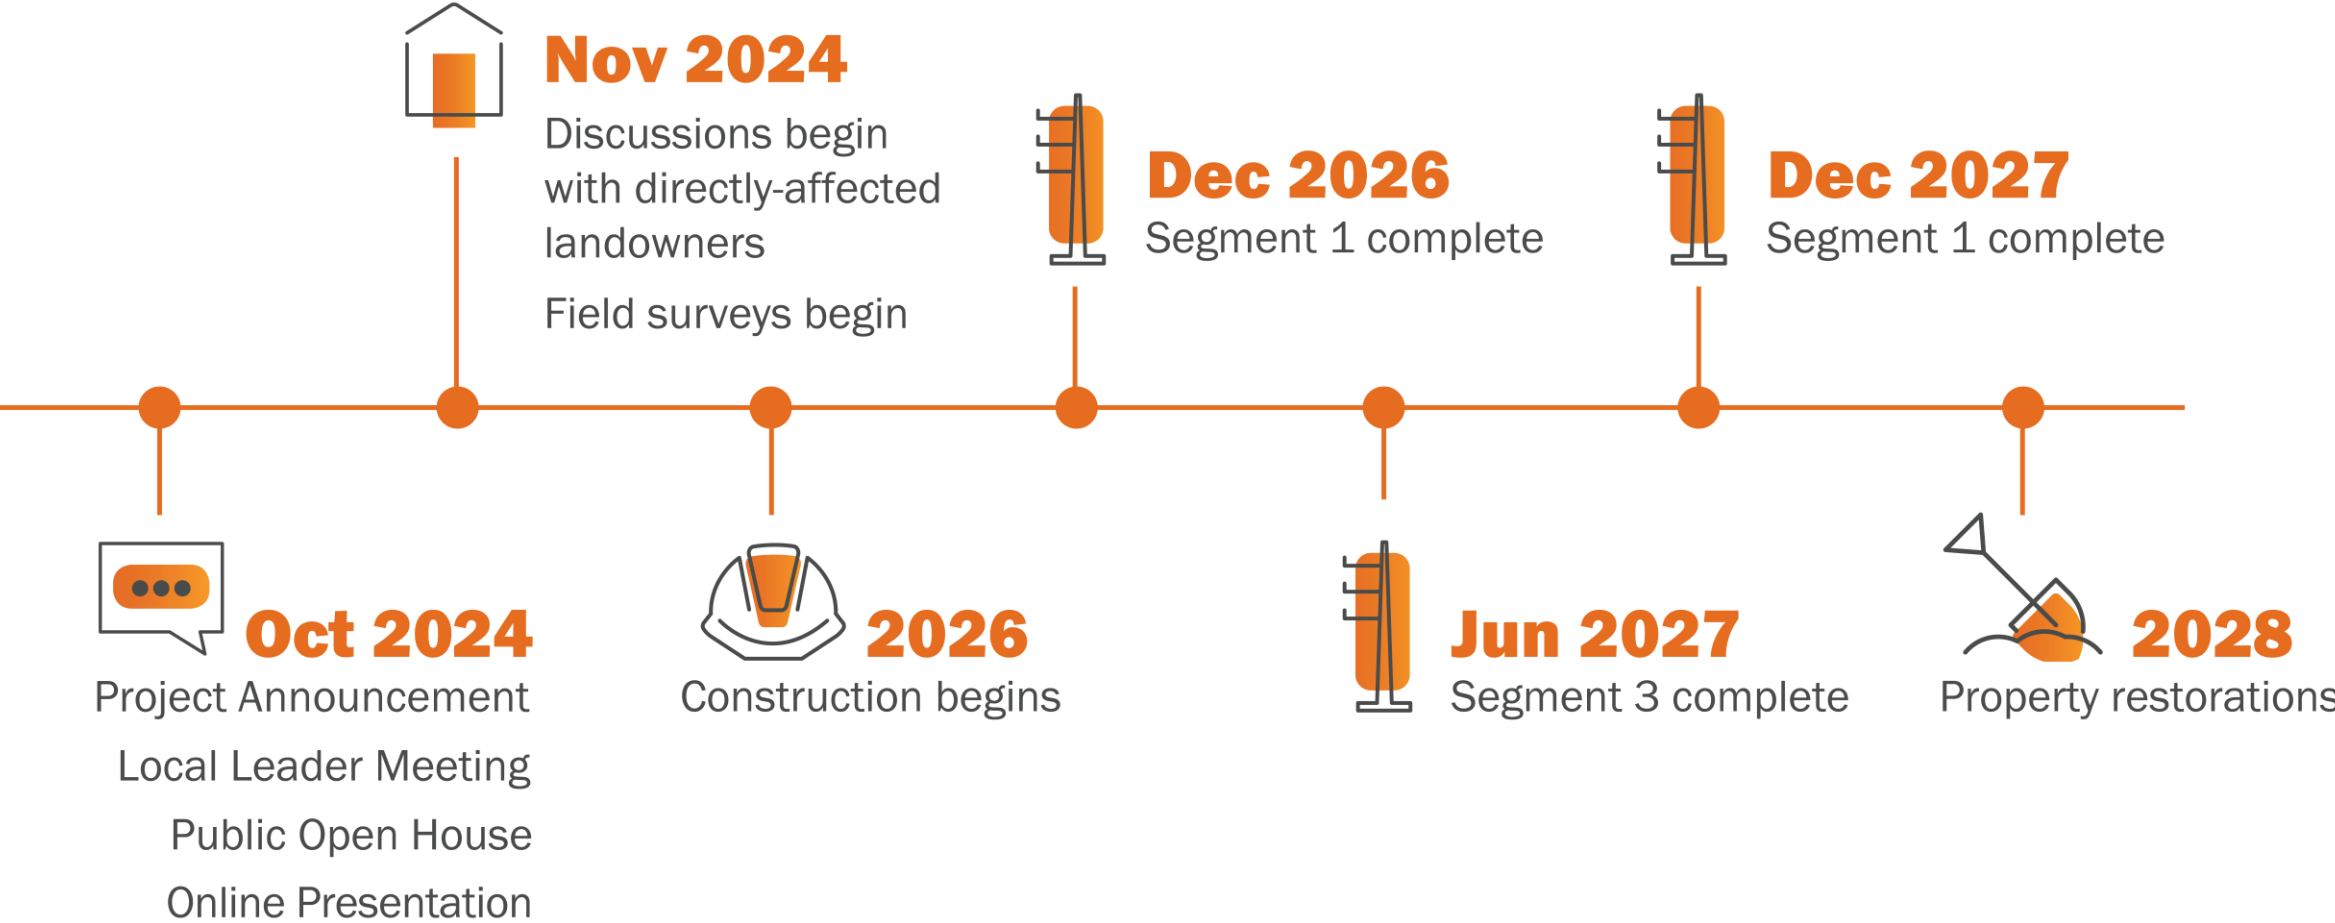 Nov 2024
Discussions begin
with directly-affected
landowners
Field surveys begin
Dec 2026
Segment 1 complete
Dec 2027
Segment 1 complete
Oct 2024
Project Announcement
Local Leader Meeting
Public Open House
Online Presentation
2026
Construction begins
Jun 2027
Segment 3 complete
2028
Property restorations